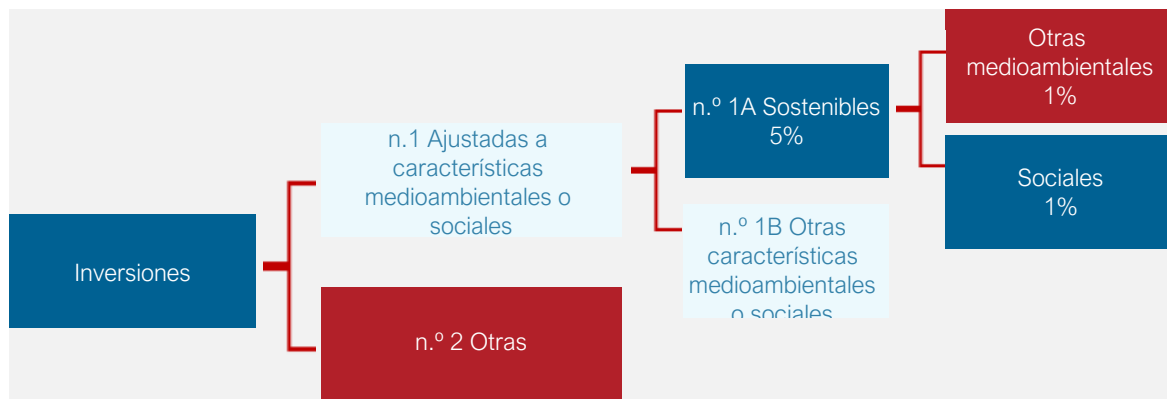 Inversiones
n.1 Ajustadas a
características
medioambientales o
sociales
n.º 2 Otras
n.º 1A Sostenibles
5%
n.º 1B Otras
características
medioambientales
o sociales
Otras
medioambientales
1%
Sociales
1%